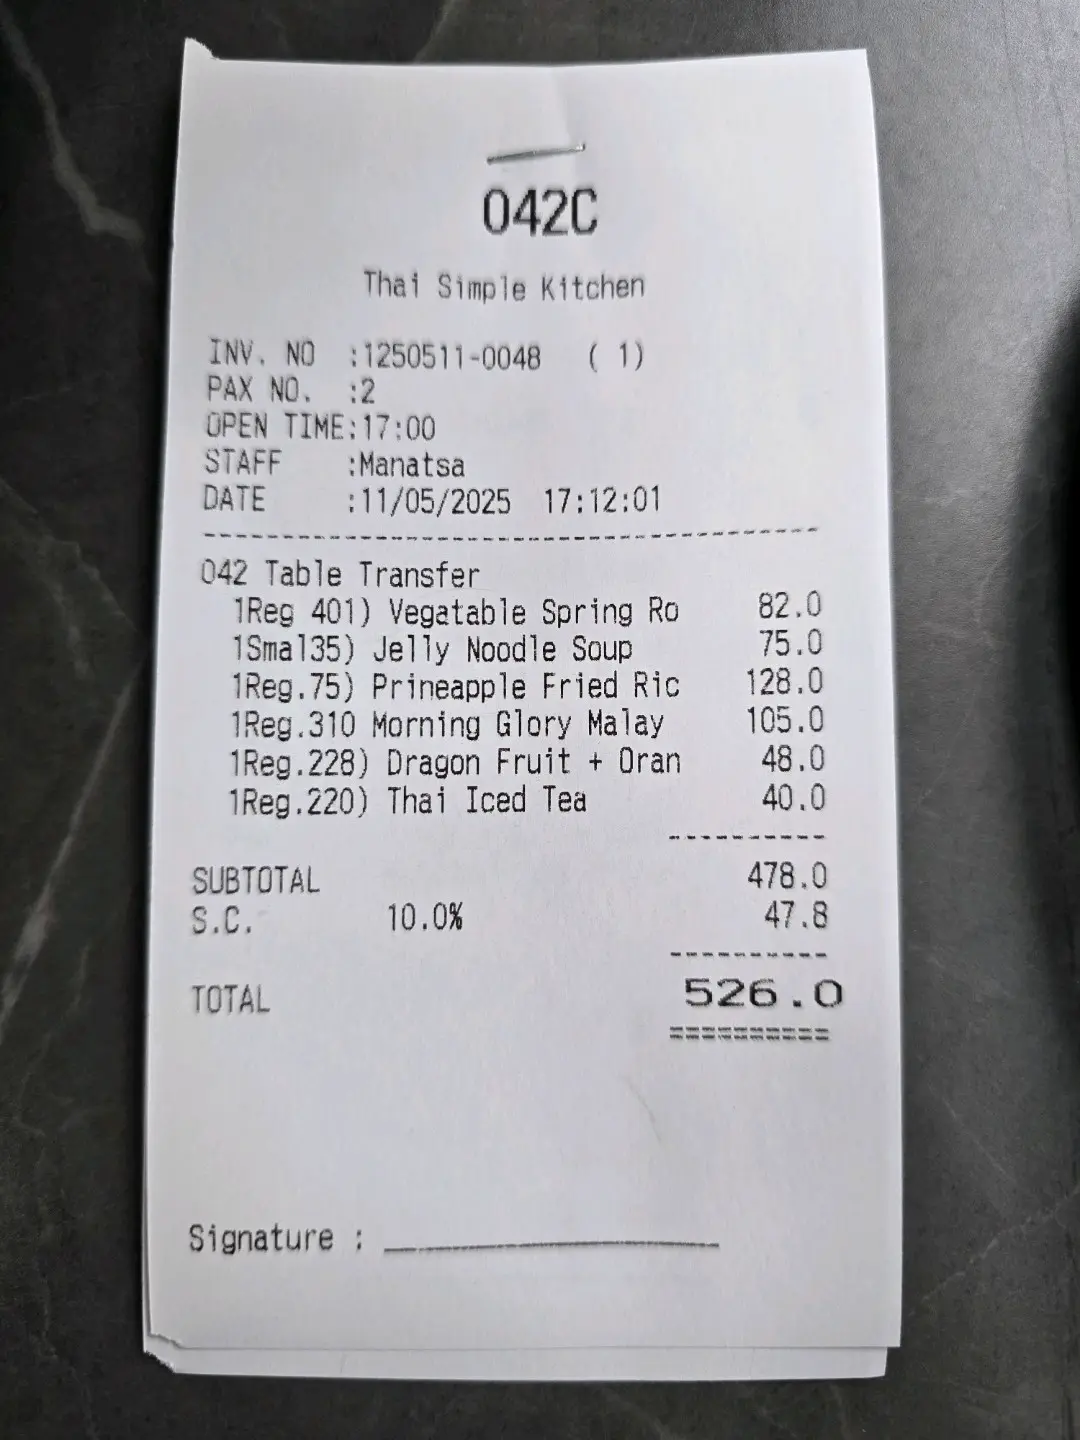 042C
Thai Simple Kitchen
INV. NO :1250511-0048 ( 1)
PAX NO. :2
OPEN TIME:17:00
STAFF :Manatsa
DATE :11/05/2025 17:12:01
042 Table Transfer
1Reg 401) Vegatable Spring Ro 82.0
1Smal35) Jelly Noodle Soup 75.0
1Reg.75) Prineapple Fried Ric 128.0
1Reg.310 Morning Glory Malay 105.0
1Reg.228) Dragon Fruit + Oran 48.0
1Reg.220) Thai Iced Tea 40.0
SUBTOTAL 478.0
S.C. 10.0% 47.8
TOTAL 526.0
Signature :